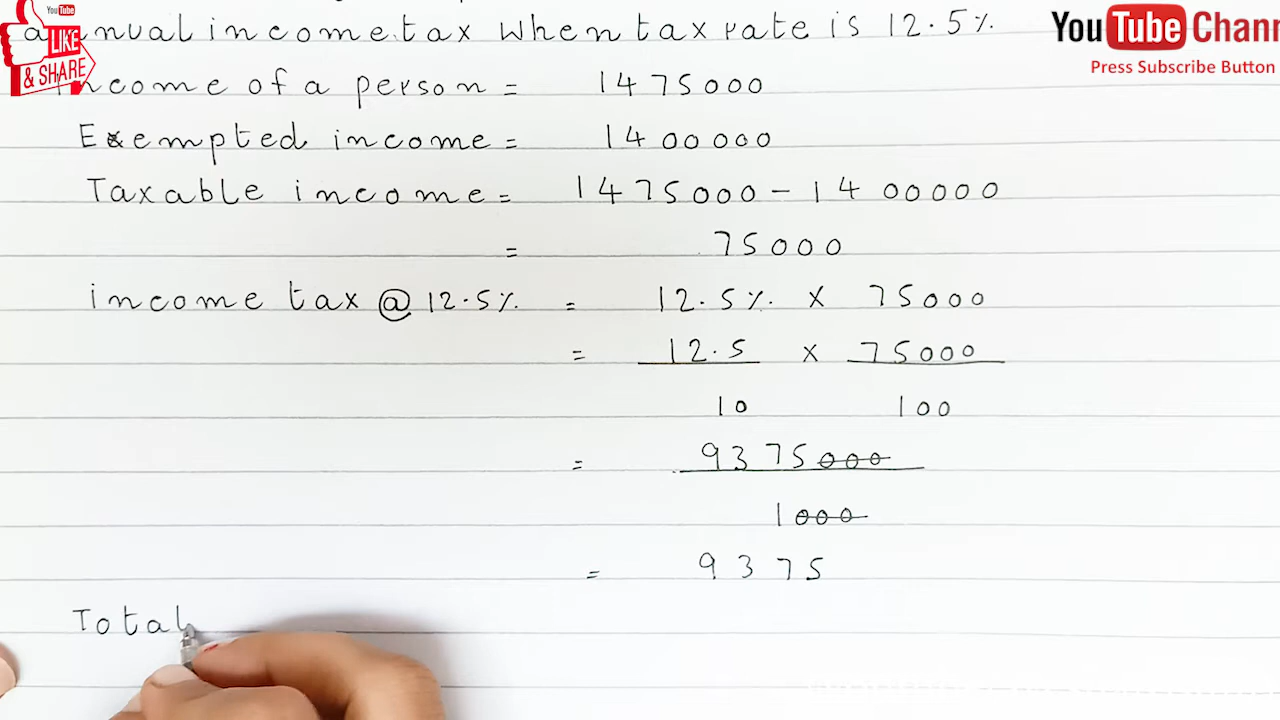 annual income tax when tax rate is 12.5%.
YouTube
LIKE
& SHARE
YouTube Chann
Press Subscribe Button
income of a person = 1475000
Exempted income = 1400000
Taxable income = 1475000 - 1400000
= 75000
income tax @ 12.5% = 12.5% x 75000
= 12.5 x 75000
10 100
= 9375000
1000
= 9375
Total